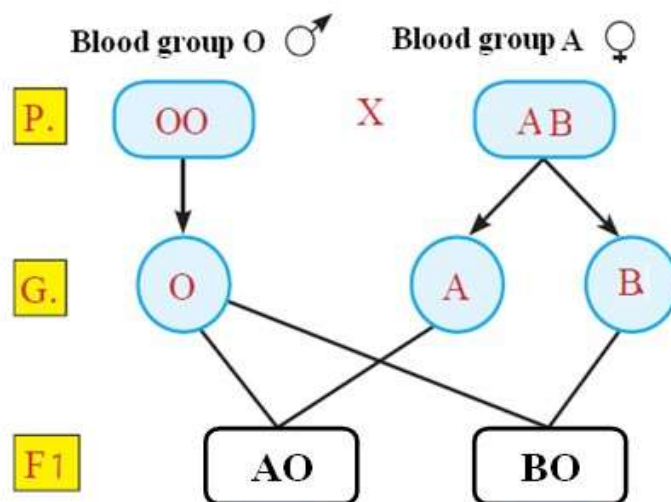 Blood group O ♂ Blood group A ♀
P. OO X AB
G. O A B.
F1 AO BO